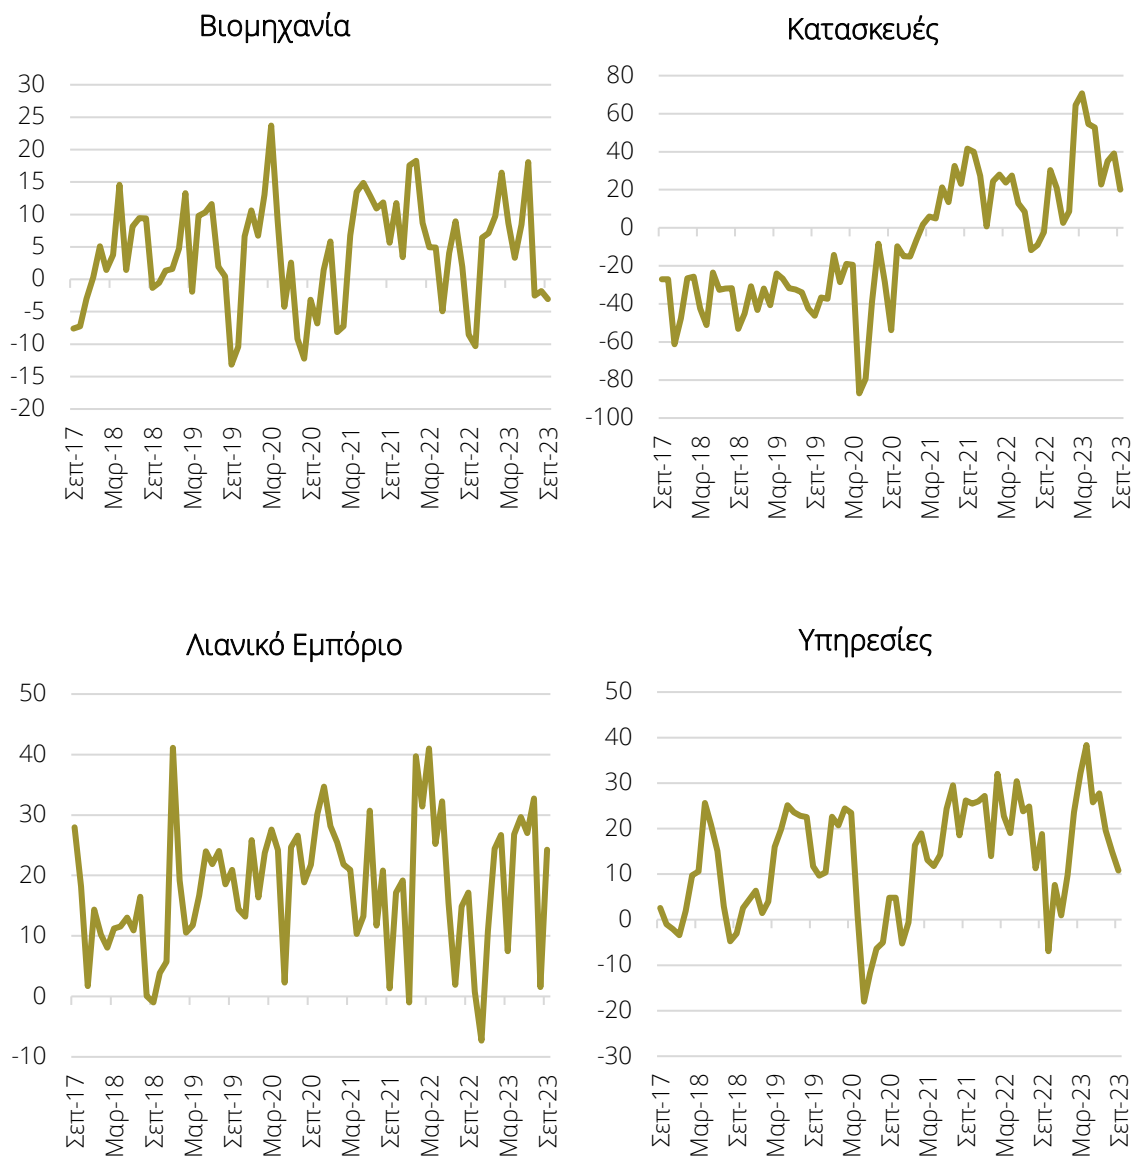 Βιομηχανία
30
25
20
15
10
5
0
-5
-10
-15
-20
Σεπ-17
Μαρ-18
Σεπ-18
Μαρ-19
Σεπ-19
Μαρ-20
Σεπ-20
Μαρ-21
Σεπ-21
Μαρ-22
Σεπ-22
Μαρ-23
Σεπ-23
Κατασκευές
80
60
40
20
0
-20
-40
-60
-80
-100
Σεπ-17
Μαρ-18
Σεπ-18
Μαρ-19
Σεπ-19
Μαρ-20
Σεπ-20
Μαρ-21
Σεπ-21
Μαρ-22
Σεπ-22
Μαρ-23
Σεπ-23
Λιανικό Εμπόριο
50
40
30
20
10
0
-10
Σεπ-17
Μαρ-18
Σεπ-18
Μαρ-19
Σεπ-19
Μαρ-20
Σεπ-20
Μαρ-21
Σεπ-21
Μαρ-22
Σεπ-22
Μαρ-23
Σεπ-23
Υπηρεσίες
50
40
30
20
10
0
-10
-20
-30
Σεπ-17
Μαρ-18
Σεπ-18
Μαρ-19
Σεπ-19
Μαρ-20
Σεπ-20
Μαρ-21
Σεπ-21
Μαρ-22
Σεπ-22
Μαρ-23
Σεπ-23